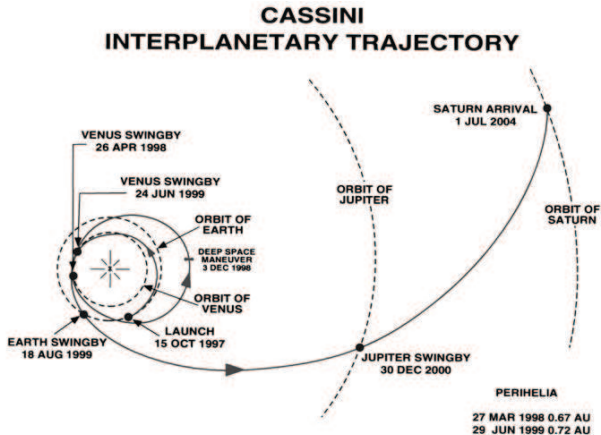 CASSINI
INTERPLANETARY TRAJECTORY
VENUS SWINGBY
26 APR 1998
VENUS SWINGBY
24 JUN 1999
ORBIT OF
EARTH
DEEP SPACE
MANEUVER
3 DEC 1998
ORBIT OF
VENUS
LAUNCH
15 OCT 1997
EARTH SWINGBY
18 AUG 1999
ORBIT OF
JUPITER
SATURN ARRIVAL
1 JUL 2004
ORBIT OF
SATURN
JUPITER SWINGBY
30 DEC 2000
PERIHELIA
27 MAR 1998 0.67 AU
29 JUN 1999 0.72 AU